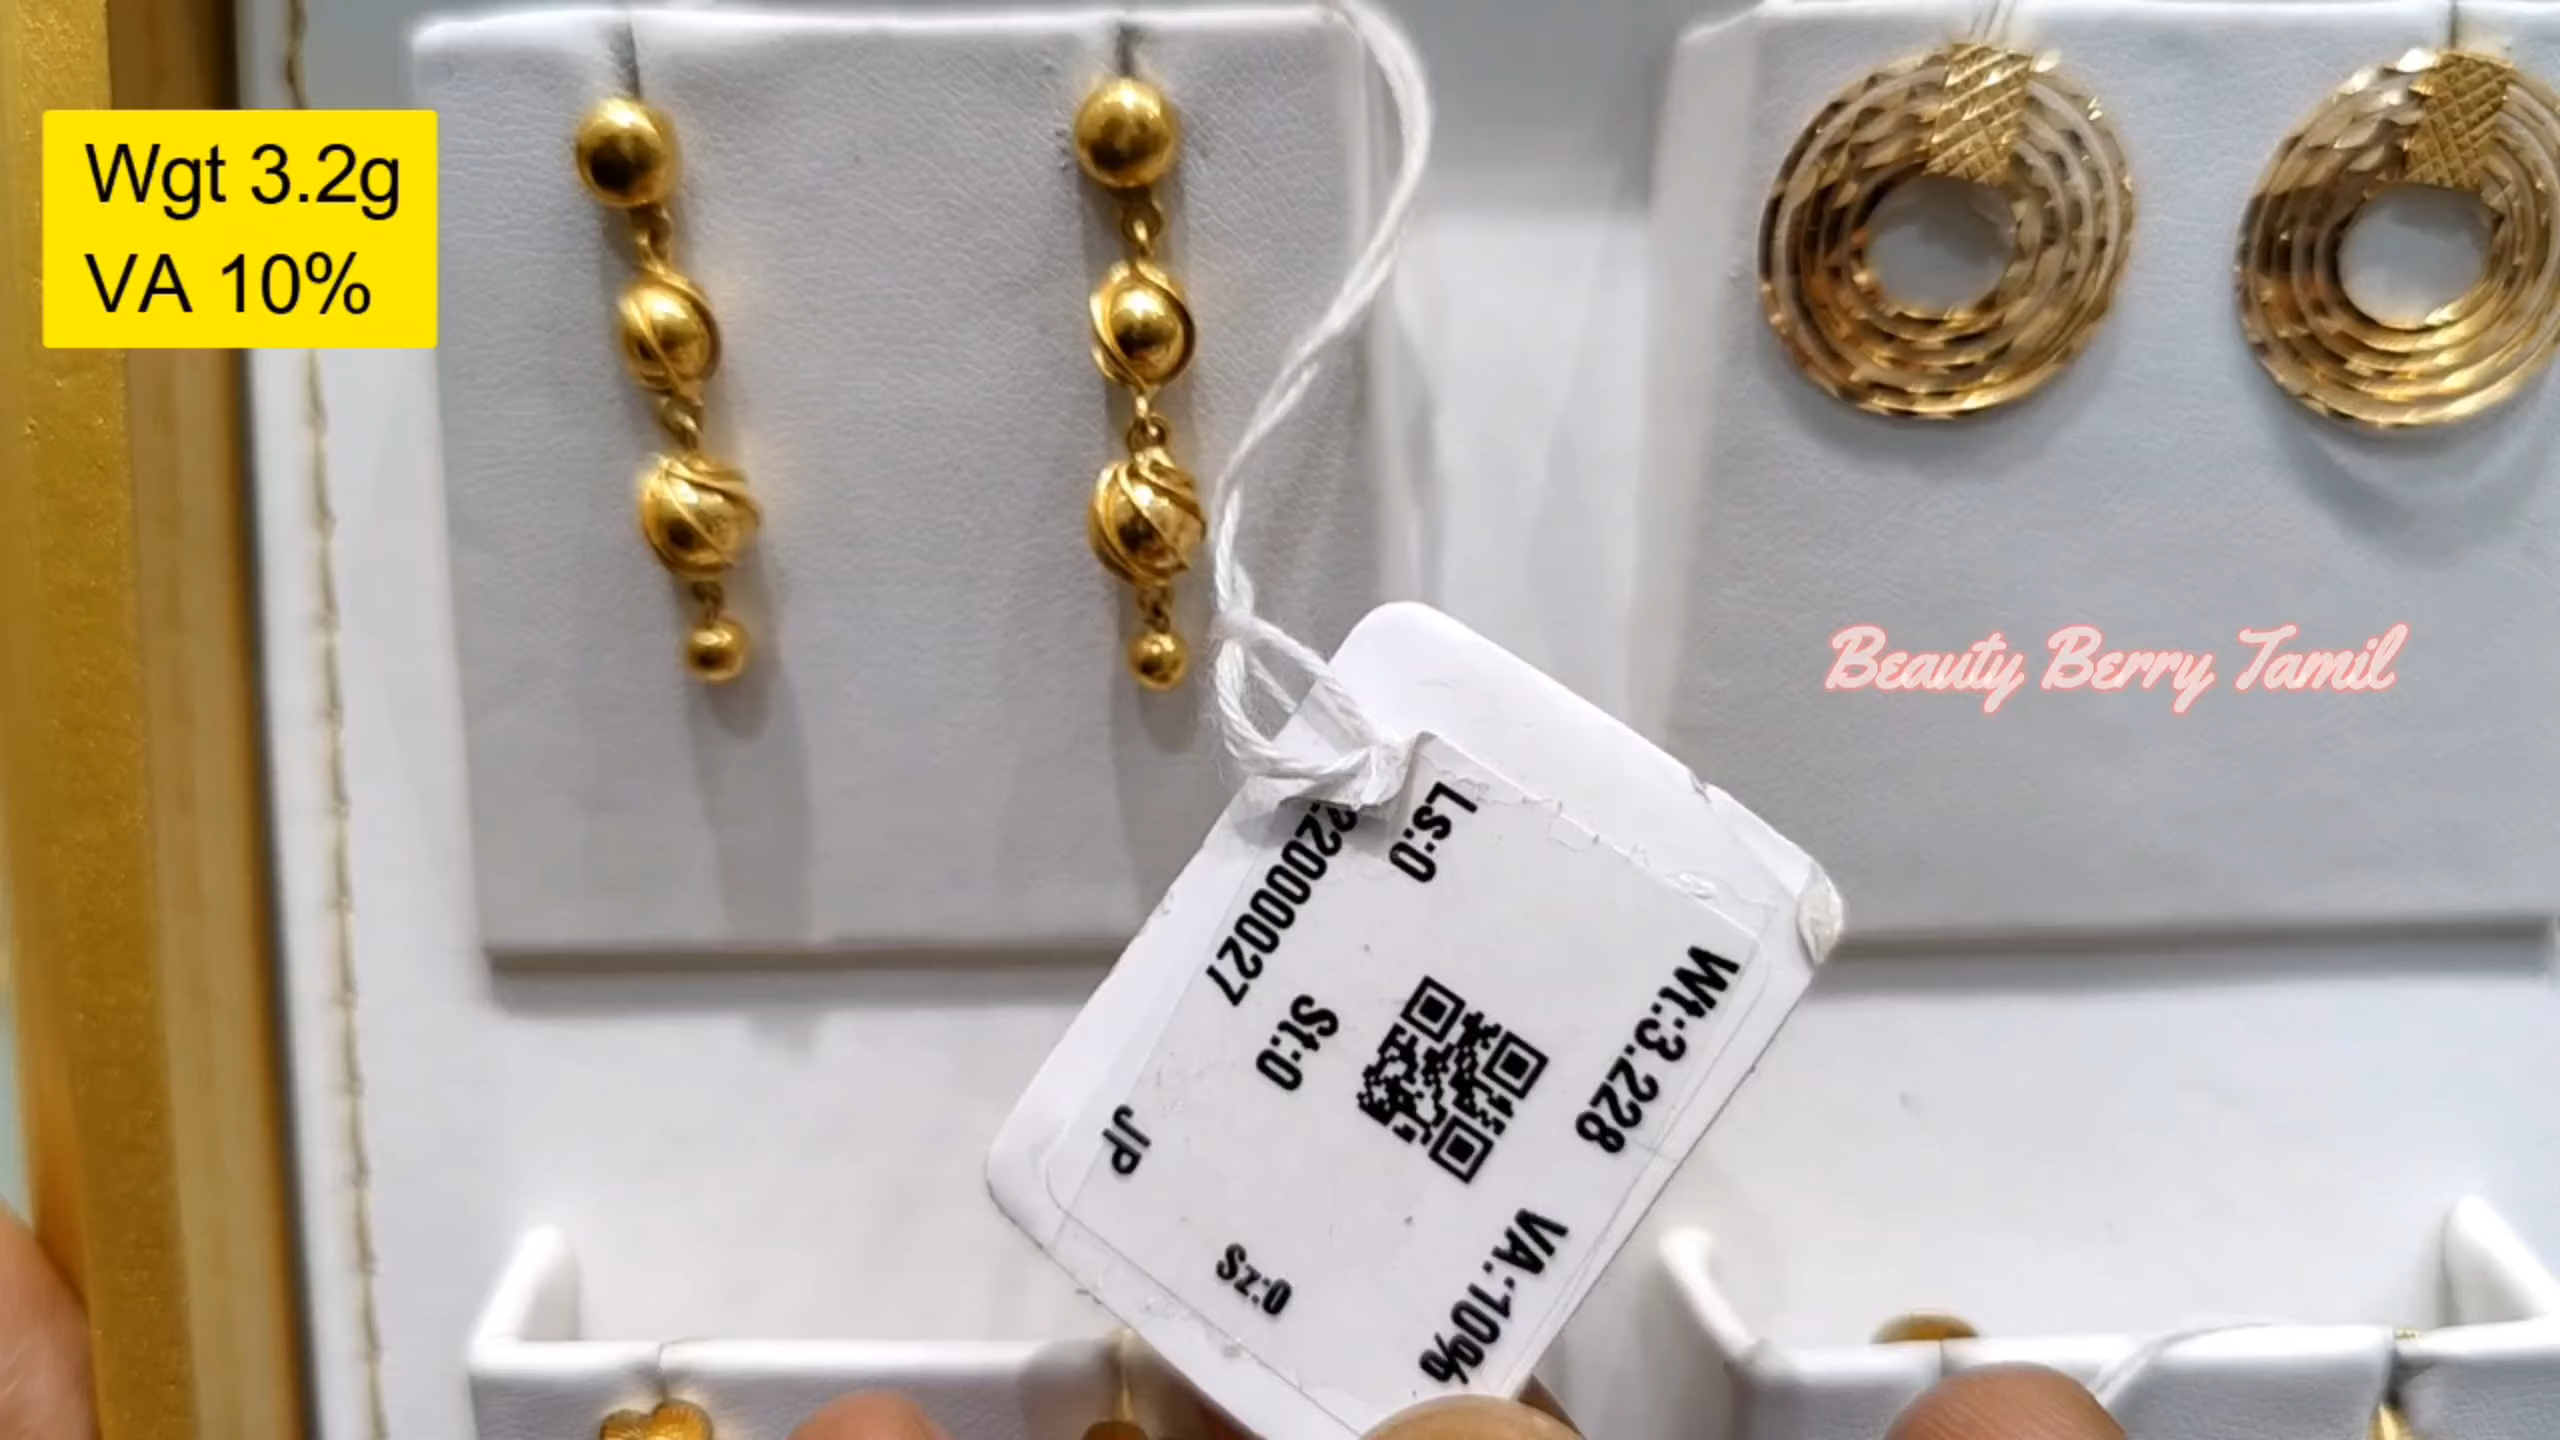 Wgt 3.2g
VA 10%
Beauty Berry Tamil
Ls:0
Wt:3.228
22000027
St:0
VA:10%
JP
Sz:0